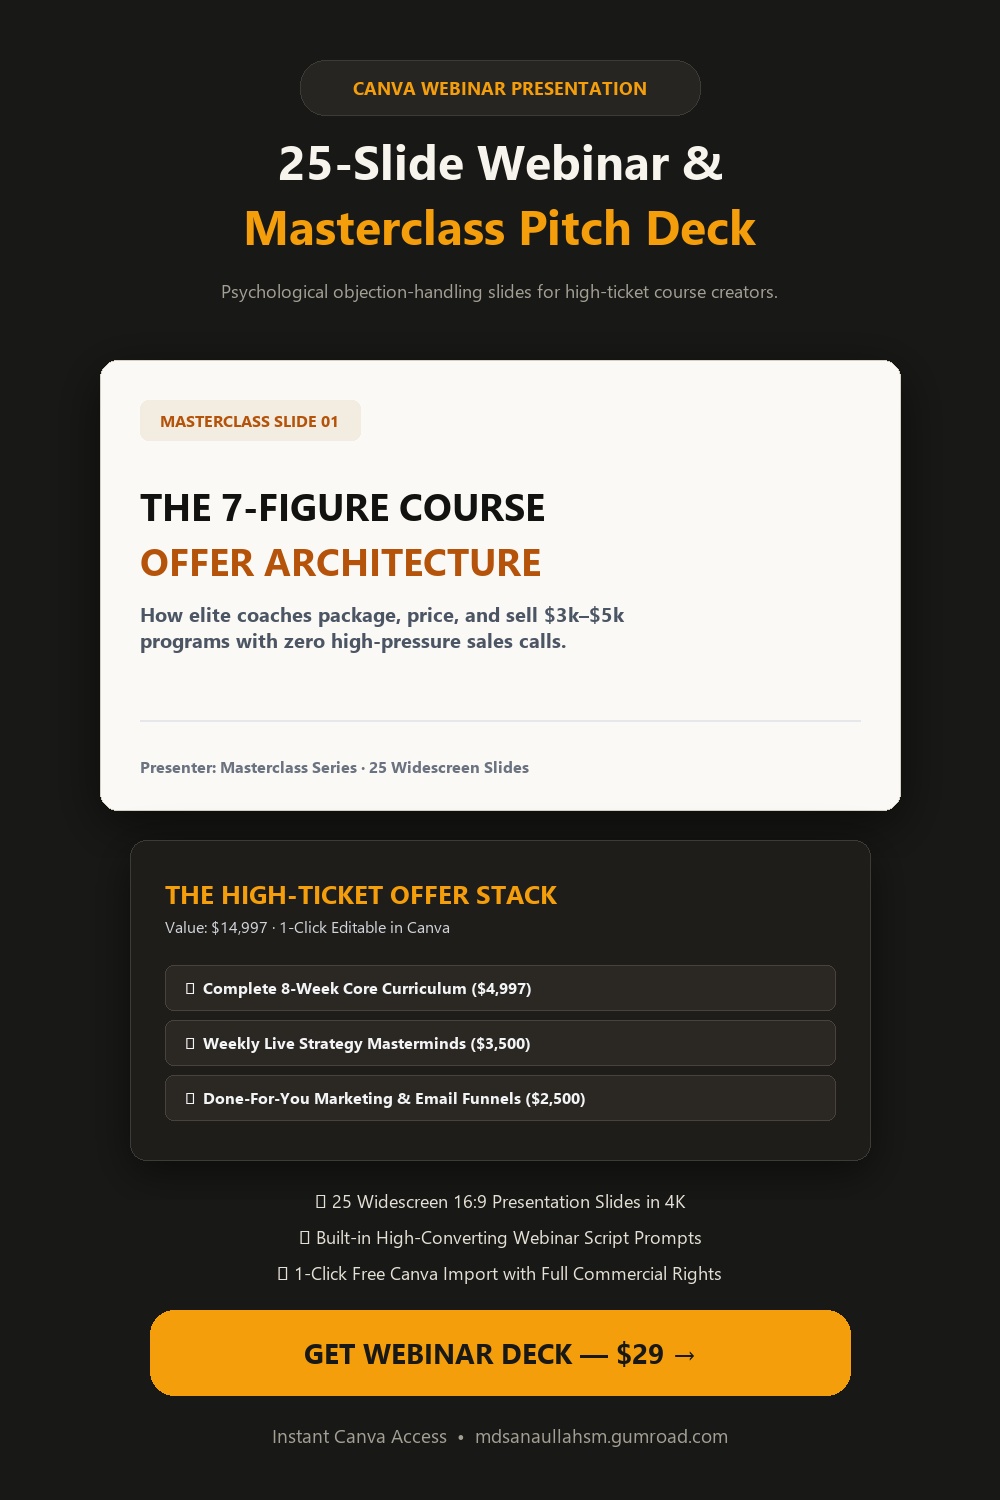 CANVA WEBINAR PRESENTATION
25-Slide Webinar &
Masterclass Pitch Deck
Psychological objection-handling slides for high-ticket course creators.
MASTERCLASS SLIDE 01
THE 7-FIGURE COURSE
OFFER ARCHITECTURE
How elite coaches package, price, and sell $3k–$5k
programs with zero high-pressure sales calls.
Presenter: Masterclass Series · 25 Widescreen Slides
THE HIGH-TICKET OFFER STACK
Value: $14,997 · 1-Click Editable in Canva
Complete 8-Week Core Curriculum ($4,997)
Weekly Live Strategy Masterminds ($3,500)
Done-For-You Marketing & Email Funnels ($2,500)
25 Widescreen 16:9 Presentation Slides in 4K
Built-in High-Converting Webinar Script Prompts
1-Click Free Canva Import with Full Commercial Rights
GET WEBINAR DECK — $29 →
Instant Canva Access • mdsanaullahsm.gumroad.com